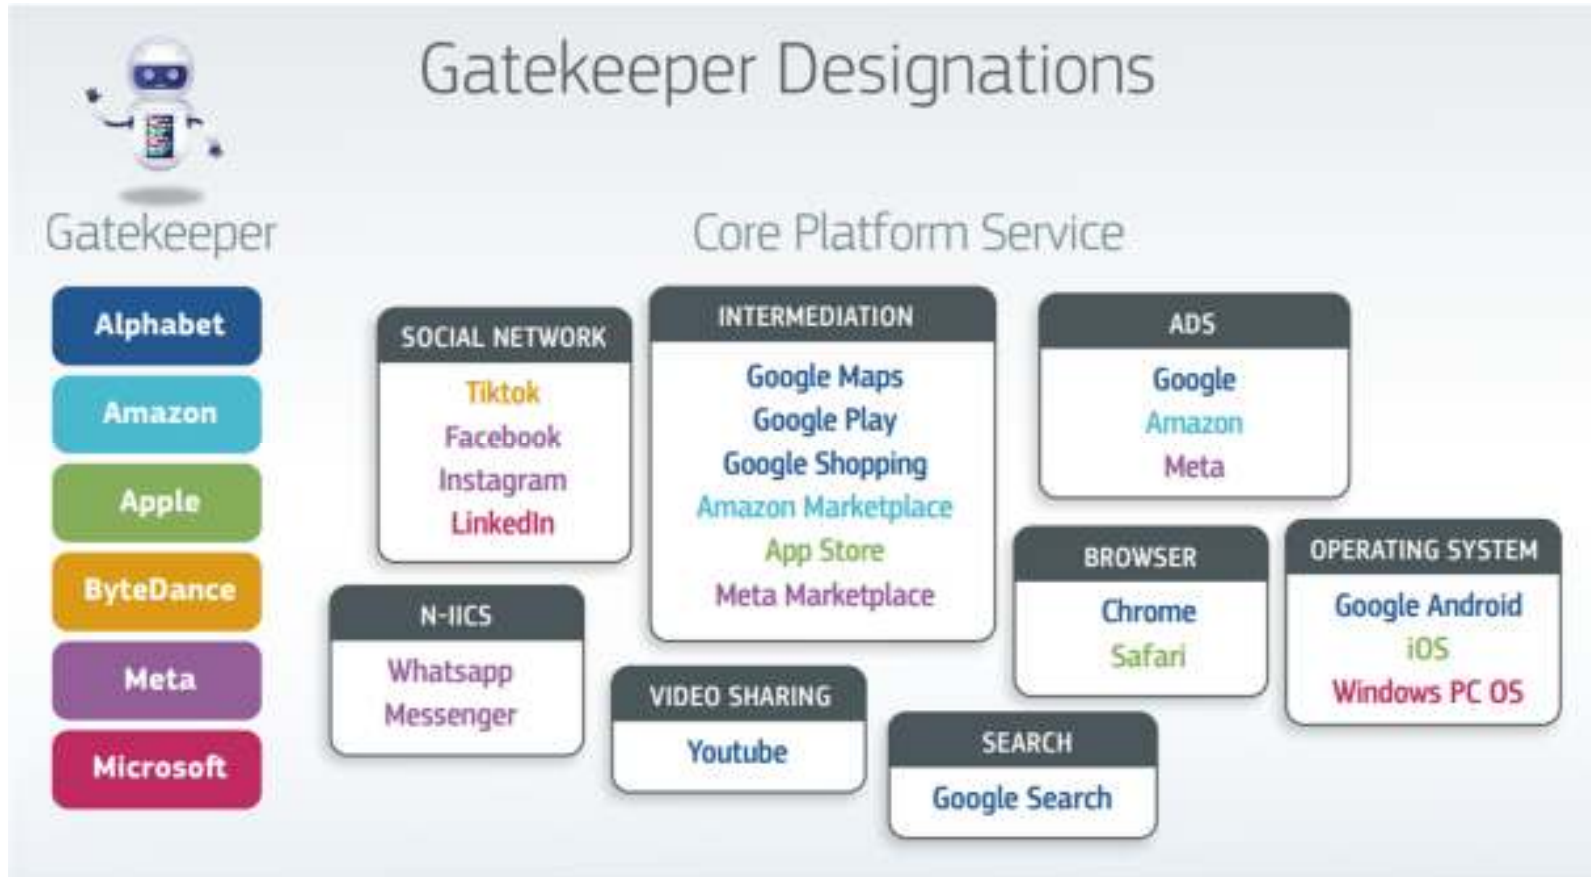 Gatekeeper Designations
Gatekeeper
Core Platform Service
Alphabet
Amazon
Apple
ByteDance
Meta
Microsoft
SOCIAL NETWORK
Tiktok
Facebook
Instagram
LinkedIn
INTERMEDIATION
Google Maps
Google Play
Google Shopping
Amazon Marketplace
App Store
Meta Marketplace
ADS
Google
Amazon
Meta
N-IICS
Whatsapp
Messenger
VIDEO SHARING
Youtube
BROWSER
Chrome
Safari
OPERATING SYSTEM
Google Android
iOS
Windows PC OS
SEARCH
Google Search